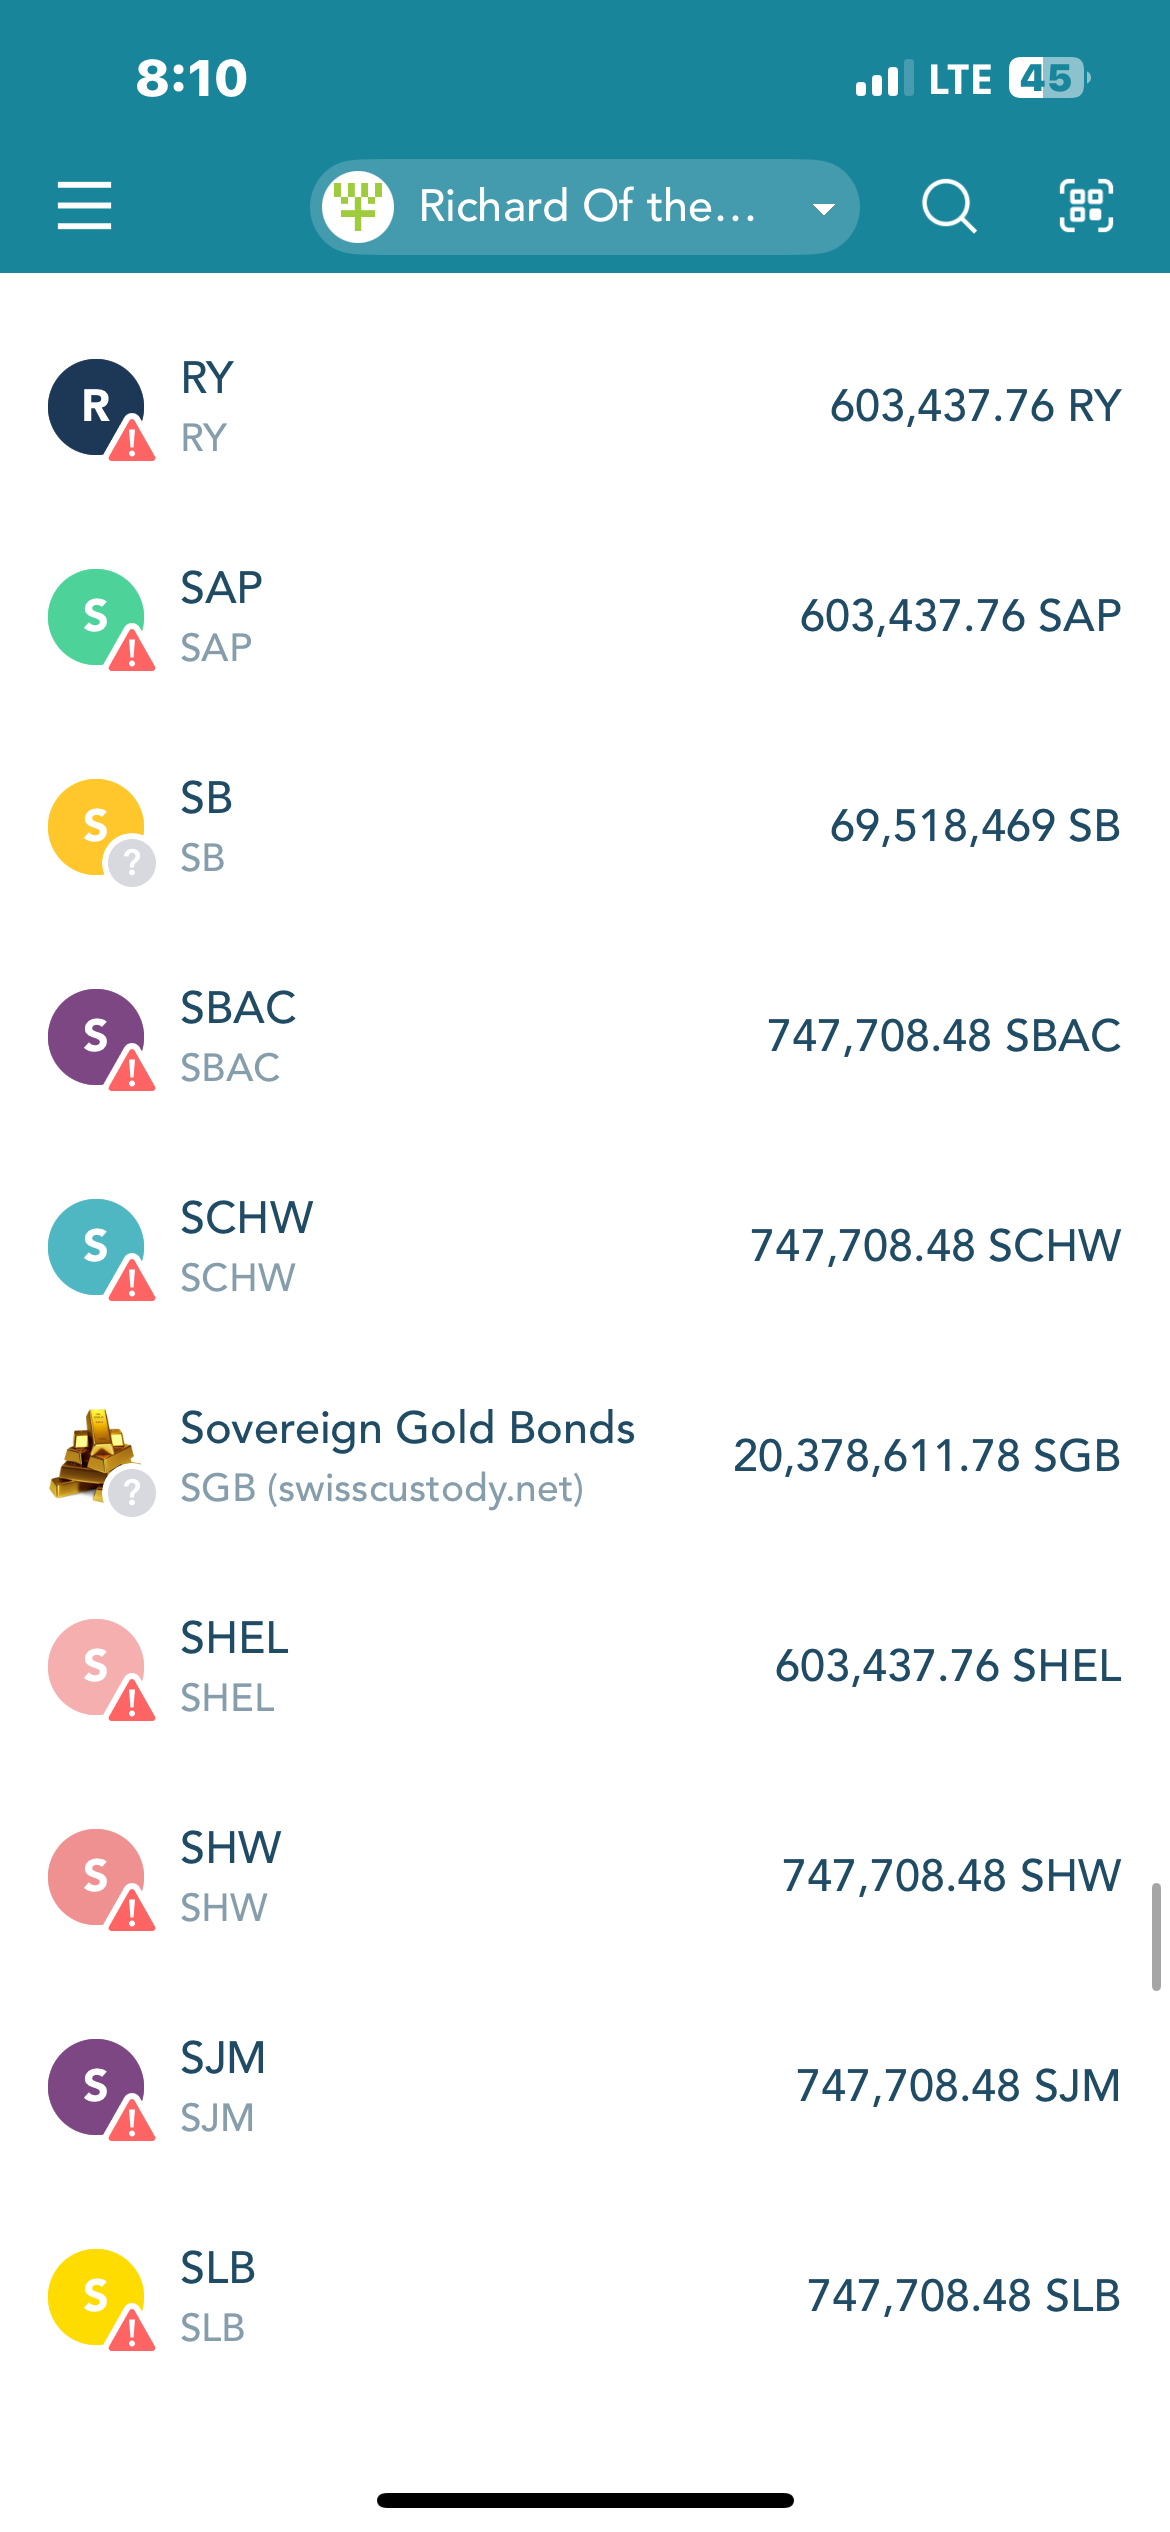 8:10
LTE 45
Richard Of the...
R
RY
RY
603,437.76 RY
S
SAP
SAP
603,437.76 SAP
S
?
SB
SB
69,518,469 SB
S
SBAC
SBAC
747,708.48 SBAC
S
SCHW
SCHW
747,708.48 SCHW
?
Sovereign Gold Bonds
SGB (swisscustody.net)
20,378,611.78 SGB
S
SHEL
SHEL
603,437.76 SHEL
S
SHW
SHW
747,708.48 SHW
S
SJM
SJM
747,708.48 SJM
S
SLB
SLB
747,708.48 SLB